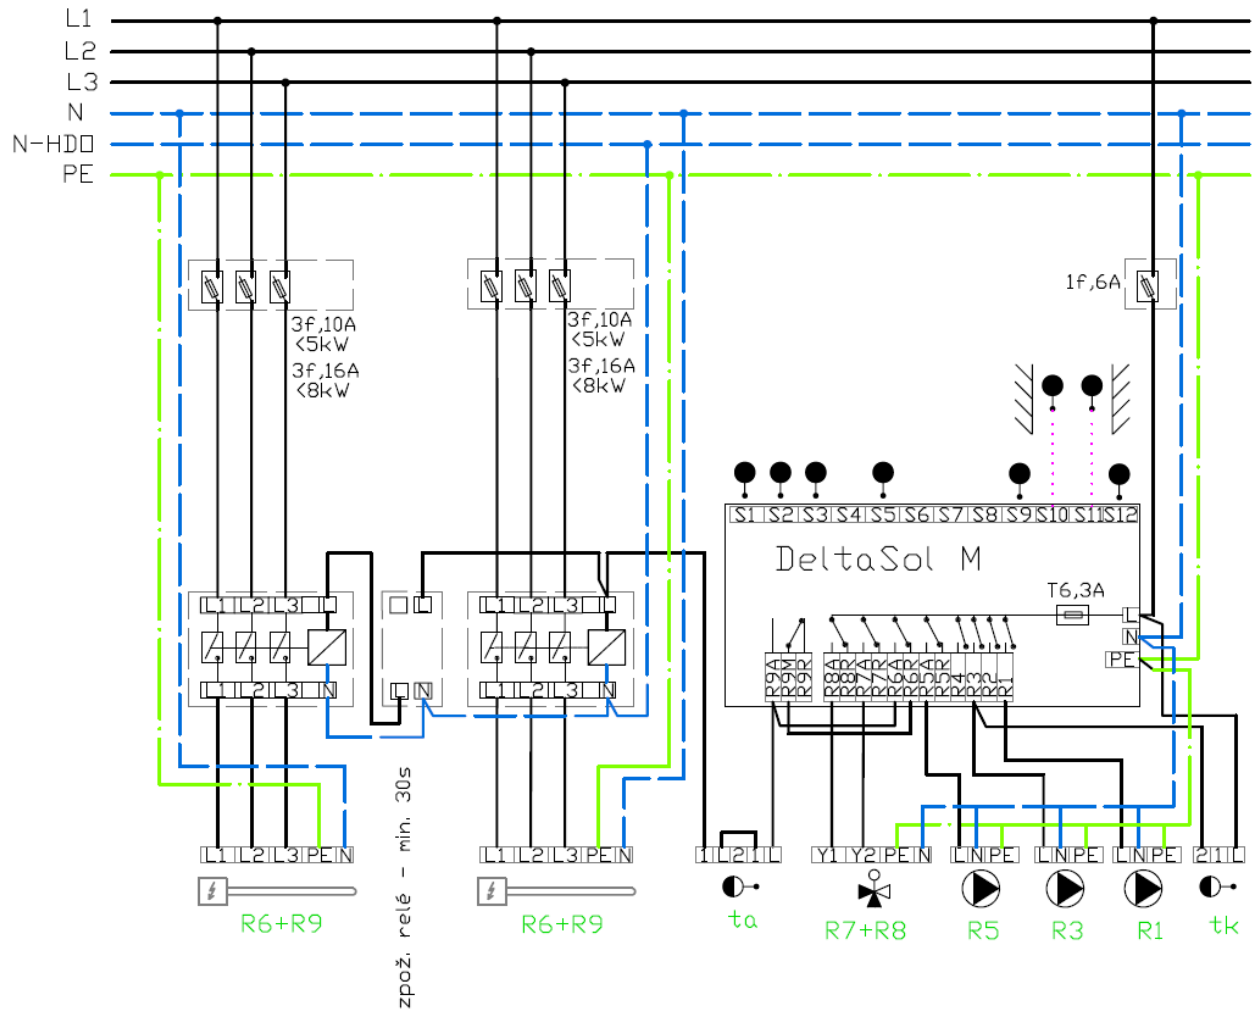 L1
L2
L3
N
N-HDO
PE
1f,6A
3f,10A
<5kW
3f,16A
<8kW
3f,10A
<5kW
3f,16A
<8kW
S1 S2 S3 S4 S5 S6 S7 S8 S9 S10 S11 S12
DeltaSol M
T6,3A
L
N
PE
L1 L2 L3 L
L
L1 L2 L3 L
R9A R9M R9R R8A R8R R7A R7R R6A R6R R5A R5R R4 R3 R2 R1
L1 L2 L3 N
L N
L1 L2 L3 N
zpož. relé - min. 30s
L1 L2 L3 PE N
L1 L2 L3 PE N
1 L 2 1 L
Y1 Y2 PE N
L N PE
L N PE
L N PE
2 1 L
R6+R9
R6+R9
ta
R7+R8
R5
R3
R1
tk